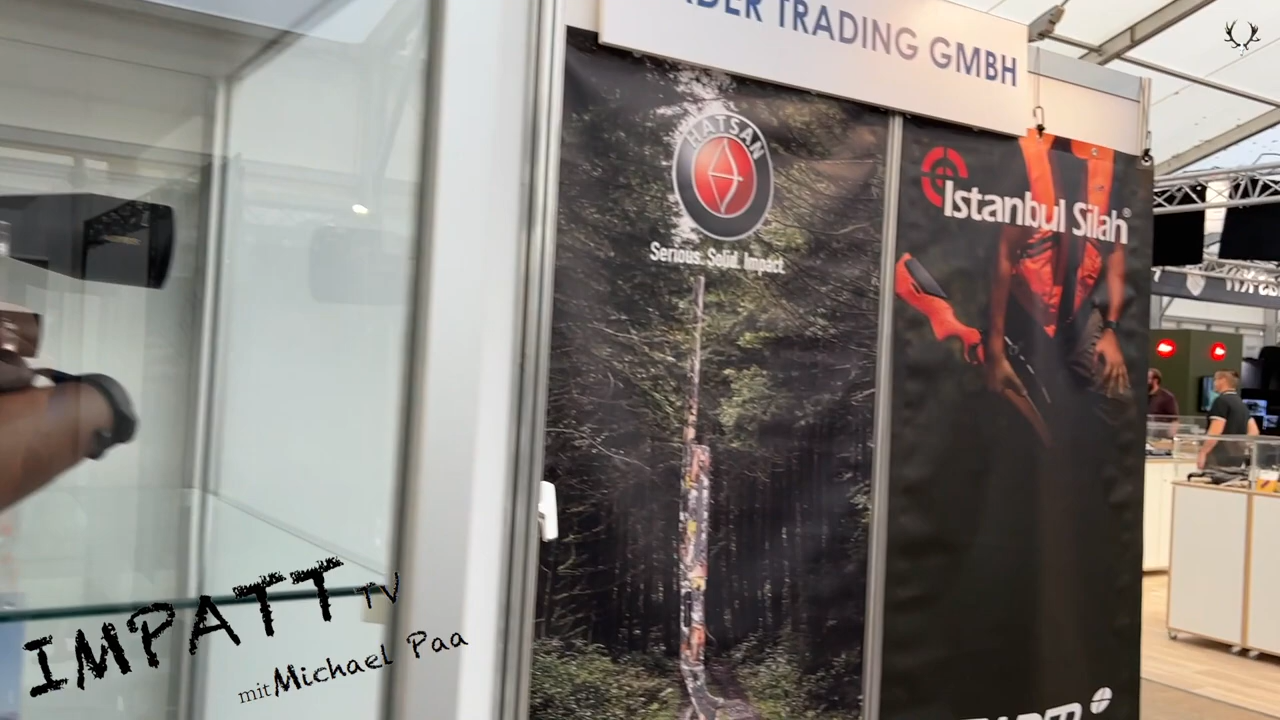 TRADING GMBH
HATSAN
Serious. Solid. Impact
Istanbul Silah®
IMPATT TV
mit Michael Paa